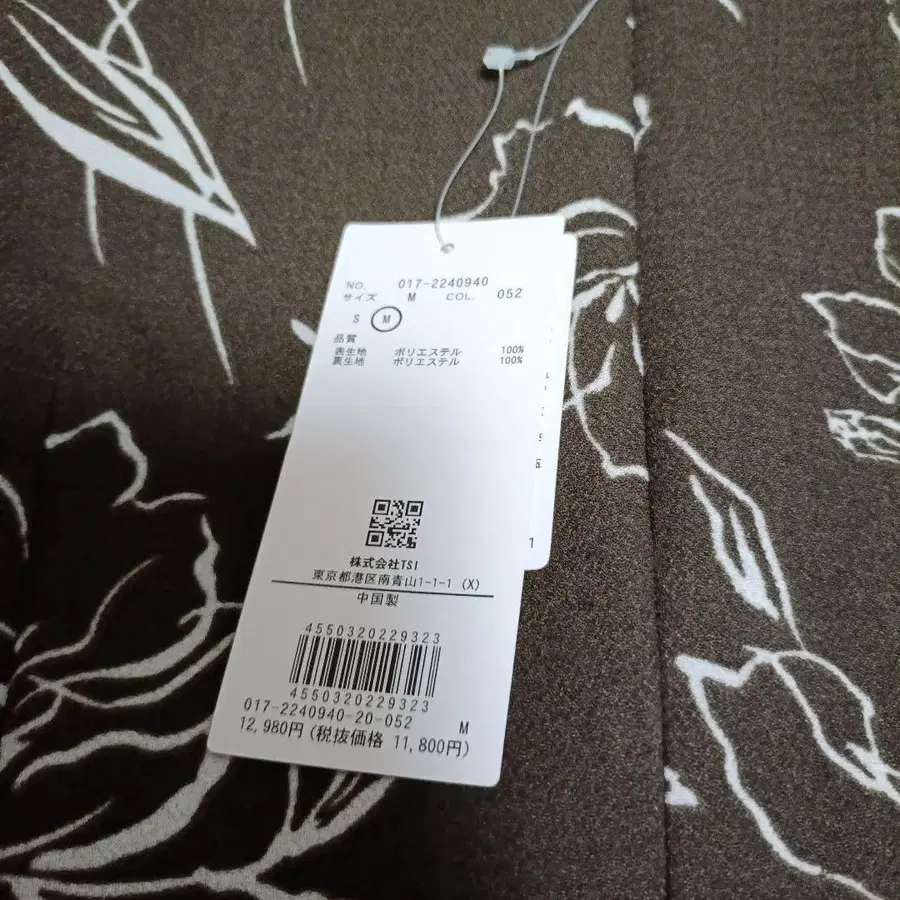 NO. 017-2240940
サイズ M COL. 052
S M
品質
表生地 ポリエステル 100%
裏生地 ポリエステル 100%
株式会社TSI
東京都港区南青山1-1-1 (X)
中国製
4550320229323
4550320229323
017-2240940-20-052 M
12,980円(税抜価格 11,800円)
1